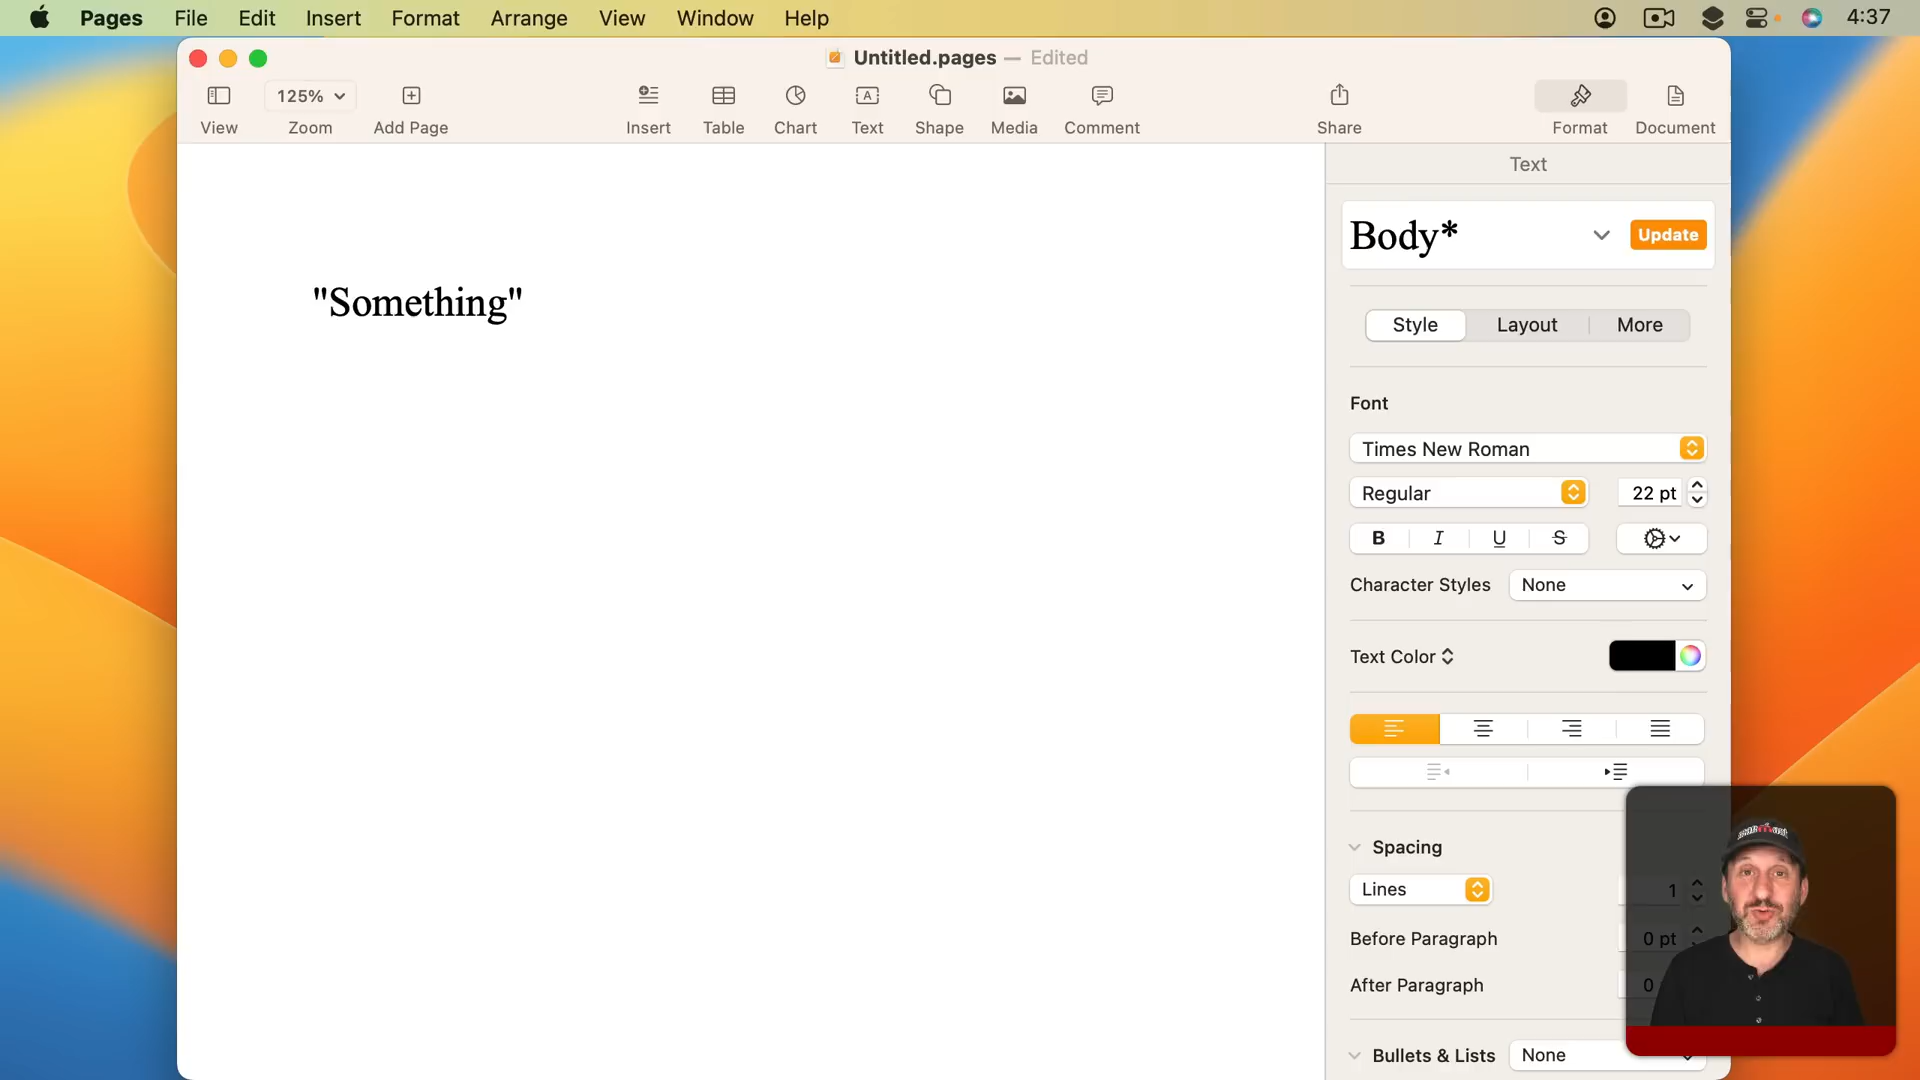 Pages File Edit Insert Format Arrange View Window Help 4:37
Untitled.pages — Edited
125%
View Zoom Add Page Insert Table Chart Text Shape Media Comment Share Format Document
Text
Body* Update
"Something"
Style Layout More
Font
Times New Roman
Regular 22 pt
B I U S
Character Styles None
Text Color
Spacing
Lines 1
Before Paragraph 0 pt
After Paragraph 0
Bullets & Lists None